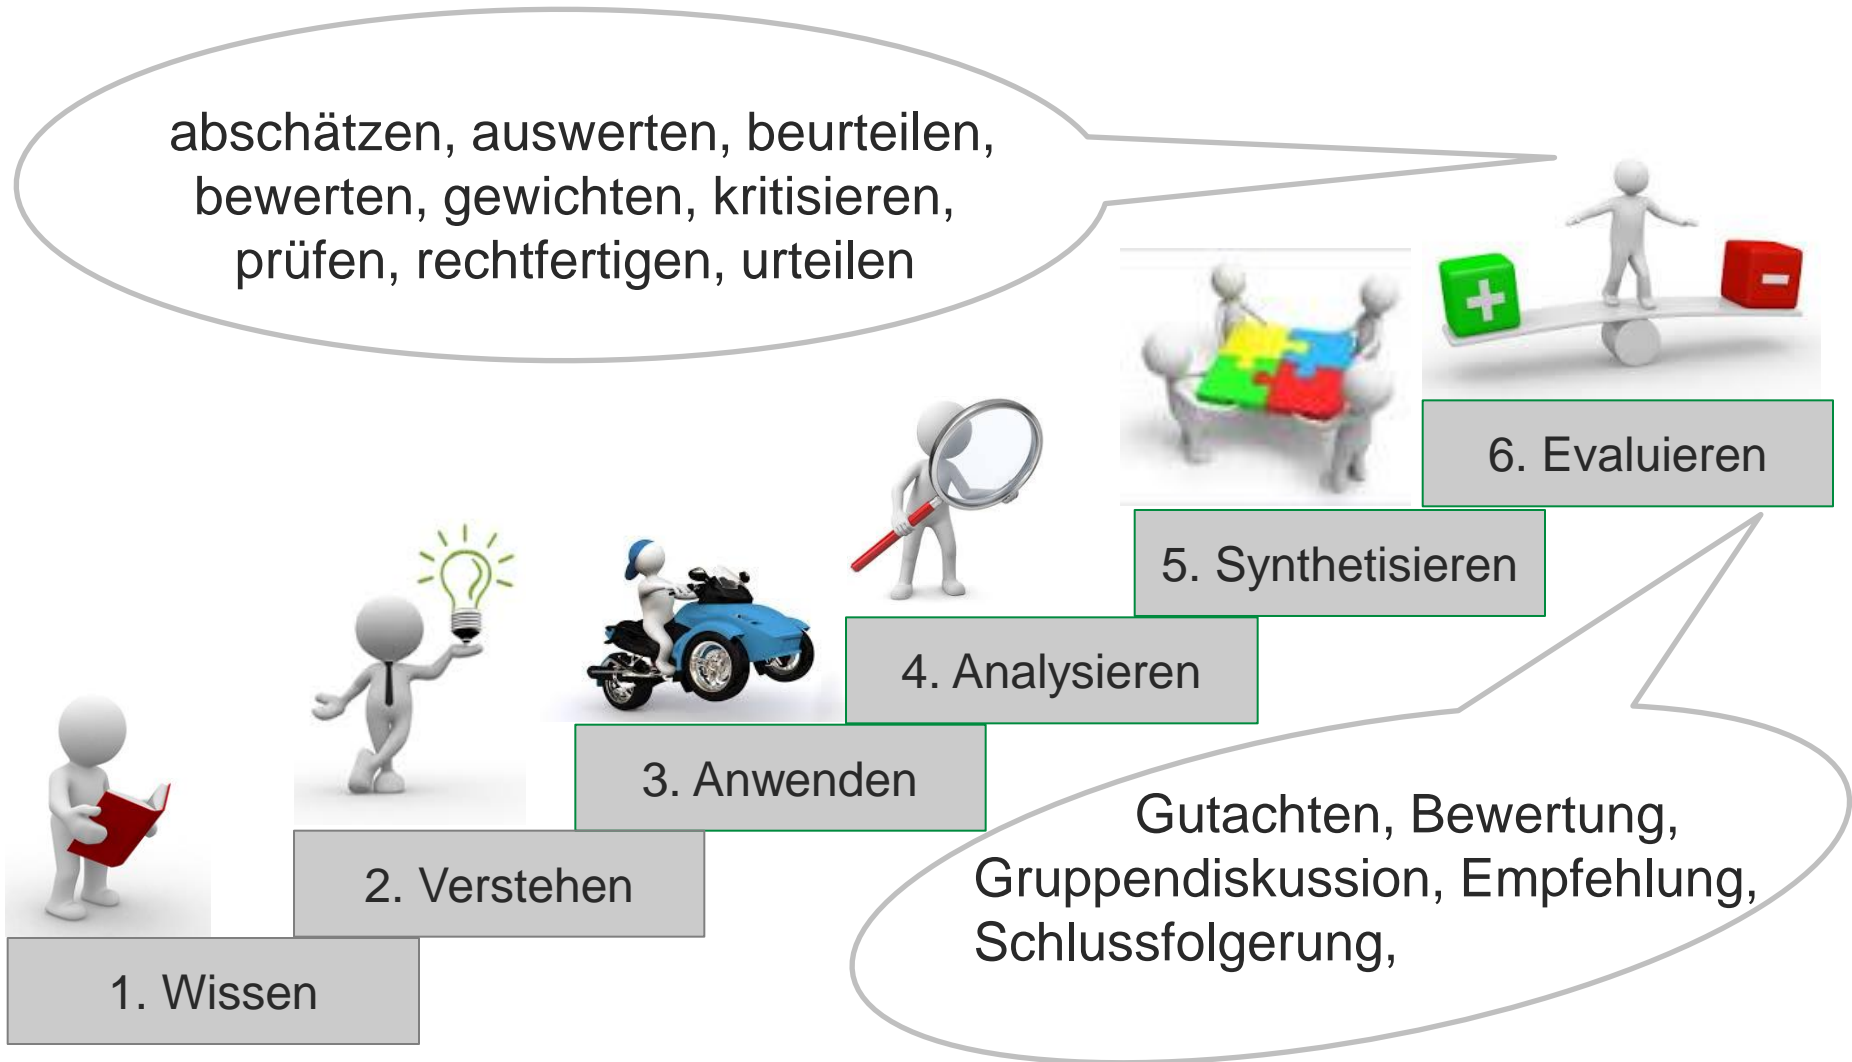 abschätzen, auswerten, beurteilen,
bewerten, gewichten, kritisieren,
prüfen, rechtfertigen, urteilen
6. Evaluieren
5. Synthetisieren
4. Analysieren
3. Anwenden
2. Verstehen
1. Wissen
Gutachten, Bewertung,
Gruppendiskussion, Empfehlung,
Schlussfolgerung,